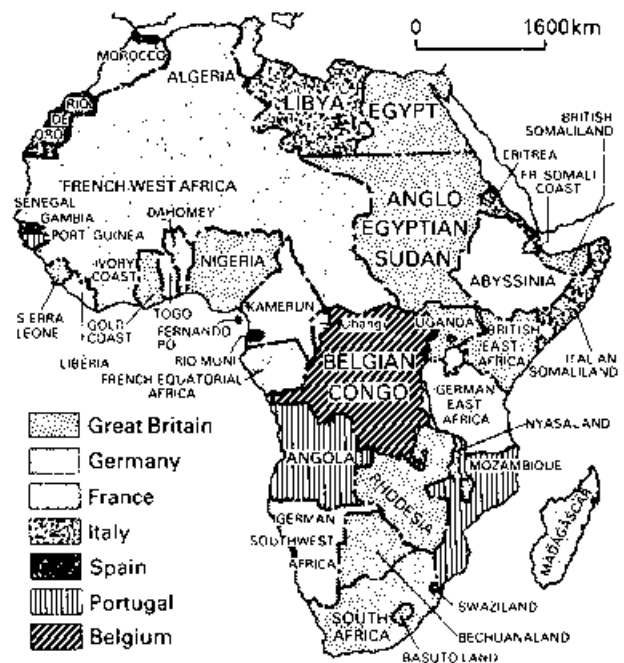 0 1600km
MOROCCO
ALGERIA
LIBYA
EGYPT
RIO
DE
ORO
BRITISH
SOMALILAND
ERITREA
FR SOMALI
COAST
FRENCH WEST AFRICA
ANGLO
EGYPTIAN
SUDAN
SENEGAL
GAMBIA
PORT GUINEA
DAHOMEY
IVORY
COAST
NIGERIA
ABYSSINIA
SIERRA
LEONE
GOLD
COAST
TOGO
FERNANDO
PO
KAMERUN
Ubangi
UGANDA
BRITISH
EAST
AFRICA
LIBERIA
RIO MUNI
FRENCH EQUATORIAL
AFRICA
BELGIAN
CONGO
ITALIAN
SOMALILAND
GERMAN
EAST
AFRICA
NYASALAND
ANGOLA
MOZAMBIQUE
RHODESIA
MADAGASCAR
GERMAN
SOUTHWEST
AFRICA
SWAZILAND
BECHUANALAND
SOUTH
AFRICA
BASUTO LAND
Great Britain
Germany
France
Italy
Spain
Portugal
Belgium